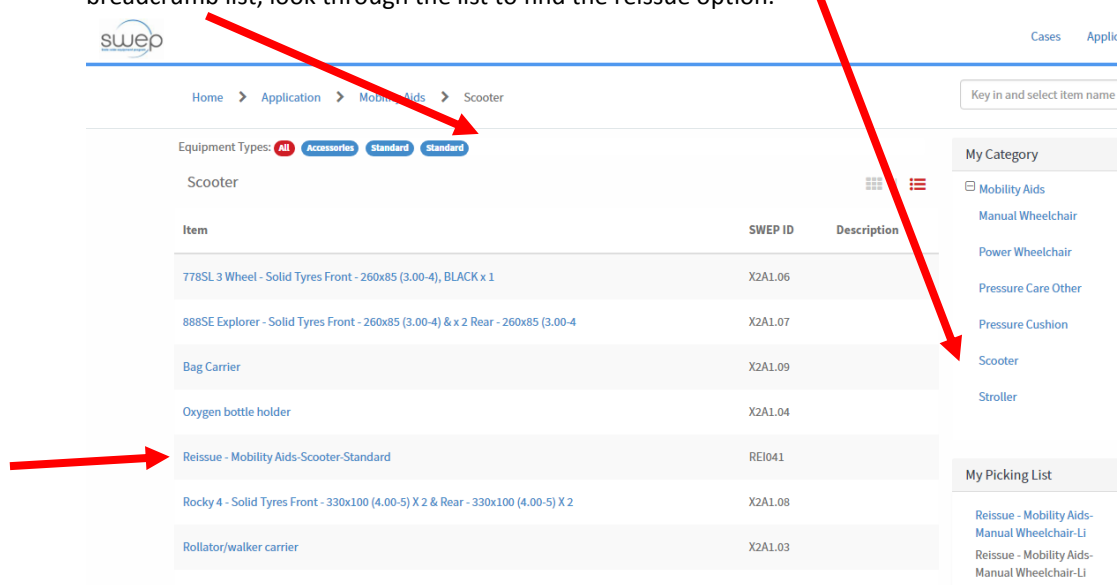 breadcrumb list, look through the list to find the reissue option.
swep
Cases Applic
Home > Application > Mobility Aids > Scooter
Key in and select item name
Equipment Types: All Accessories Standard Standard
My Category
Scooter
Mobility Aids
Manual Wheelchair
Item SWEP ID Description
Power Wheelchair
778SL 3 Wheel - Solid Tyres Front - 260x85 (3.00-4), BLACK x 1 X2A1.06
Pressure Care Other
888SE Explorer - Solid Tyres Front - 260x85 (3.00-4) & x 2 Rear - 260x85 (3.00-4 X2A1.07
Pressure Cushion
Bag Carrier X2A1.09
Scooter
Stroller
Oxygen bottle holder X2A1.04
Reissue - Mobility Aids-Scooter-Standard REI041
My Picking List
Rocky 4 - Solid Tyres Front - 330x100 (4.00-5) X 2 & Rear - 330x100 (4.00-5) X 2 X2A1.08
Reissue - Mobility Aids-
Manual Wheelchair-Li
Rollator/walker carrier X2A1.03
Reissue - Mobility Aids-
Manual Wheelchair-Li